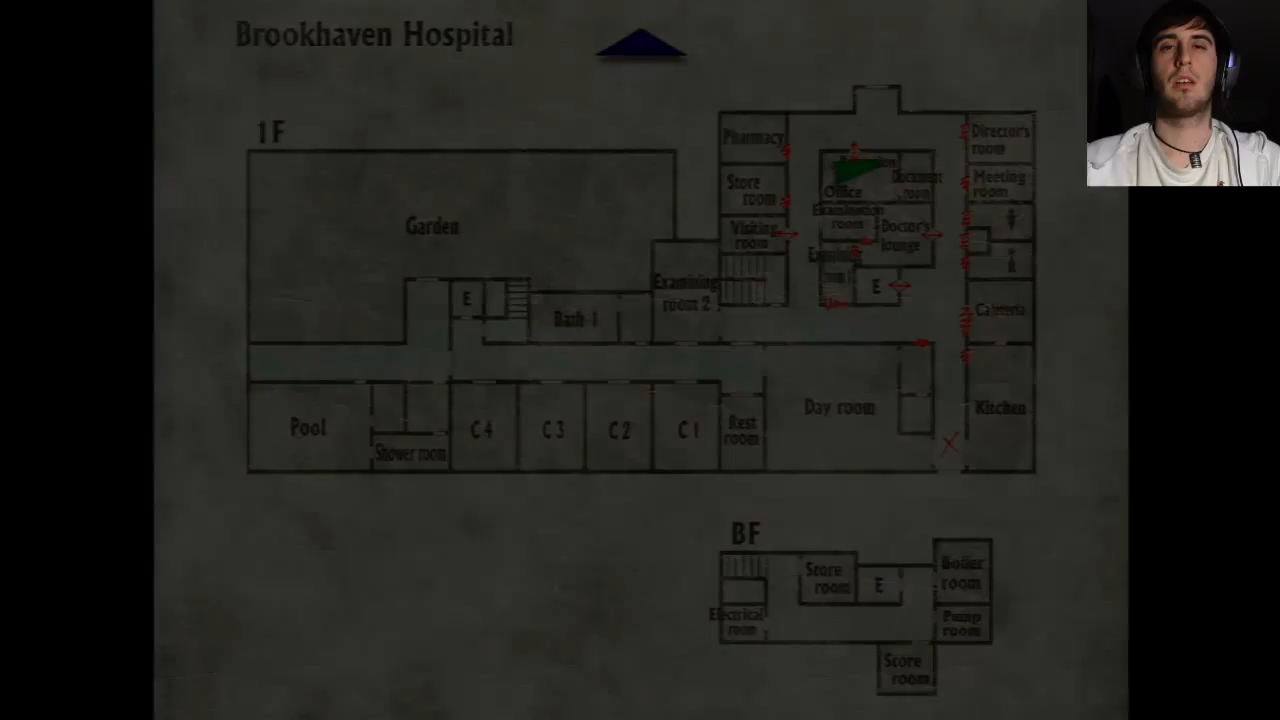 Brookhaven Hospital
1F
Pharmacy
Director's
room
Store
room
Meeting
room
Document
room
Office
Examination
room
Garden
Visiting
room
Doctor's
lounge
Examining
room 2
E
E
Bath 1
Cafeteria
Pool
C4
C3
C2
C1
Rest
room
Day room
Kitchen
Shower room
BF
Store
room
E
Boiler
room
Electrical
room
Pump
room
Store
room